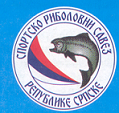 СПОРТСКО РИБОЛОВНИ САВЕЗ
РЕПУБЛИКЕ СРПСКЕ